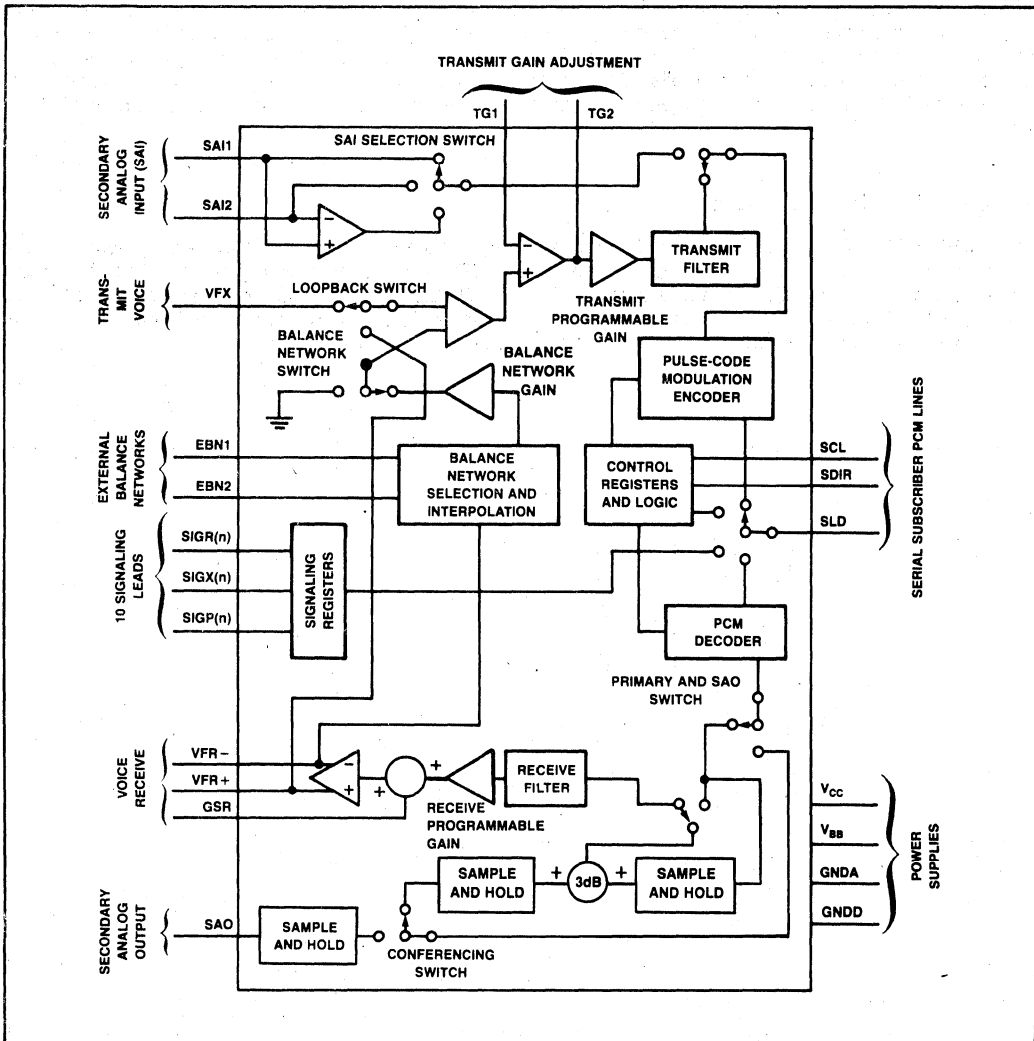 TRANSMIT GAIN ADJUSTMENT
TG1
TG2
SECONDARY
ANALOG
INPUT (SAI)
SAI1
SAI2
SAI SELECTION SWITCH
−
+
−
+
TRANSMIT
FILTER
TRANSMIT
PROGRAMMABLE
GAIN
TRANS-
MIT
VOICE
VFX
LOOPBACK SWITCH
BALANCE
NETWORK
SWITCH
BALANCE
NETWORK
GAIN
PULSE-CODE
MODULATION
ENCODER
EXTERNAL
BALANCE
NETWORKS
EBN1
EBN2
BALANCE
NETWORK
SELECTION AND
INTERPOLATION
CONTROL
REGISTERS
AND LOGIC
SCL
SDIR
SLD
SERIAL SUBSCRIBER PCM LINES
10 SIGNALING
LEADS
SIGR(n)
SIGX(n)
SIGP(n)
SIGNALING
REGISTERS
PCM
DECODER
PRIMARY AND SAO
SWITCH
VOICE
RECEIVE
VFR−
VFR+
GSR
−
+
+
+
RECEIVE
PROGRAMMABLE
GAIN
RECEIVE
FILTER
VCC
VBB
GNDA
GNDD
POWER
SUPPLIES
SAMPLE
AND HOLD
+
3dB
+
SAMPLE
AND HOLD
SECONDARY
ANALOG
OUTPUT
SAO
SAMPLE
AND HOLD
CONFERENCING
SWITCH